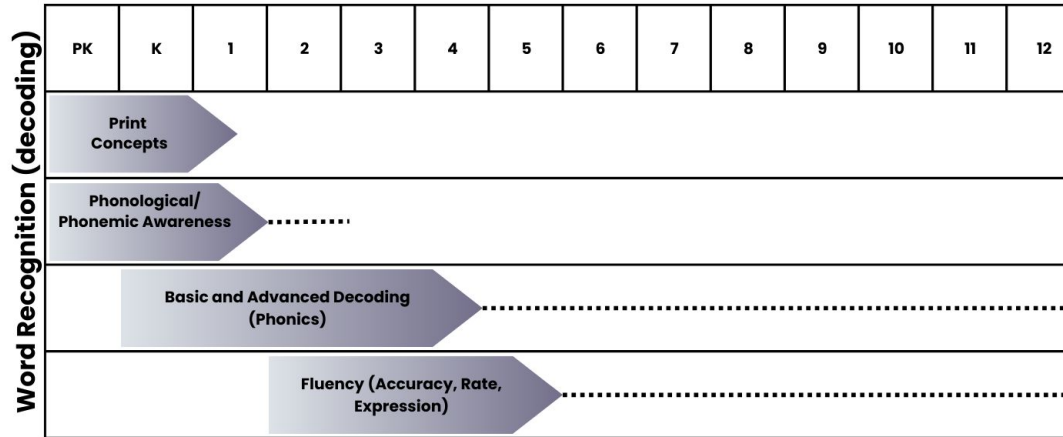 Word Recognition (decoding)
PK K 1 2 3 4 5 6 7 8 9 10 11 12
Print
Concepts
Phonological/
Phonemic Awareness
Basic and Advanced Decoding
(Phonics)
Fluency (Accuracy, Rate,
Expression)